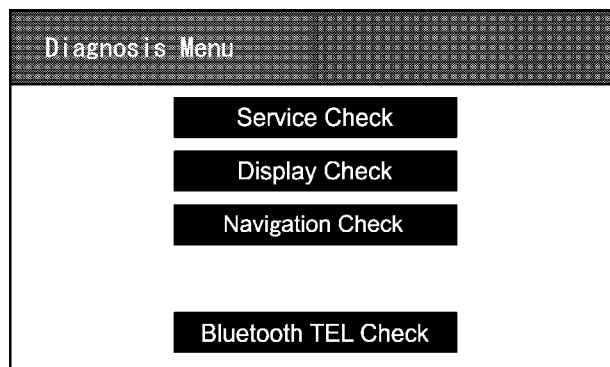 Diagnosis Menu
Service Check
Display Check
Navigation Check
Bluetooth TEL Check